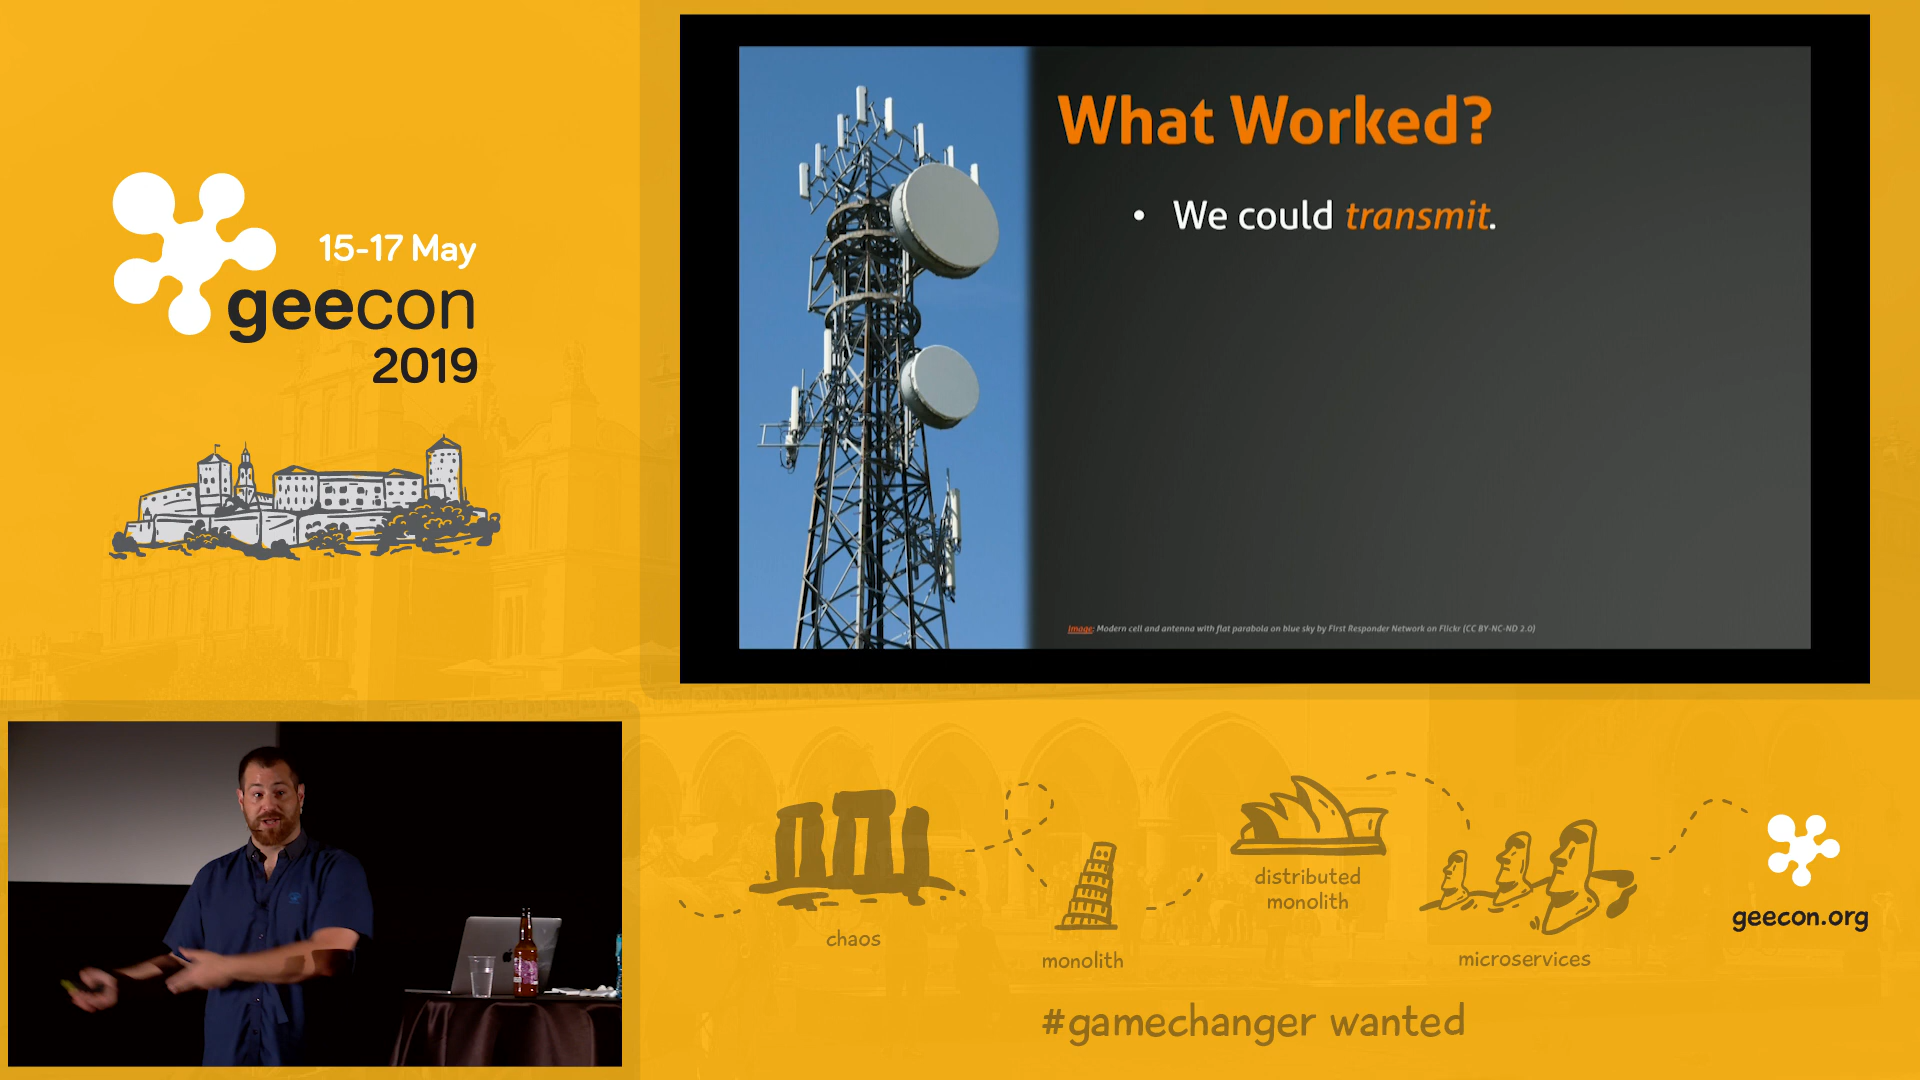 15-17 May
geecon
2019
What Worked?
• We could transmit.
Image: Modern cell and antenna with flat parabola on blue sky by First Responder Network on Flickr (CC BY-NC-ND 2.0)
chaos
monolith
distributed
monolith
microservices
geecon.org
#gamechanger wanted